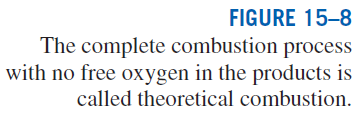 FIGURE 15–8
The complete combustion process
with no free oxygen in the products is
called theoretical combustion.